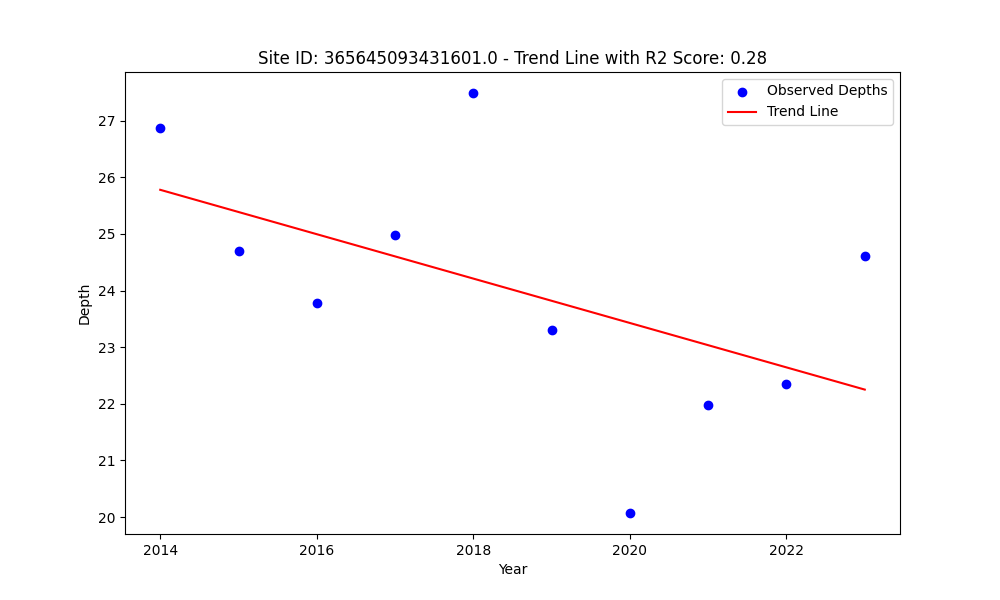 Site ID: 365645093431601.0 - Trend Line with R2 Score: 0.28
Observed Depths
Trend Line
27
26
25
24
23
22
21
20
Depth
2014
2016
2018
2020
2022
Year